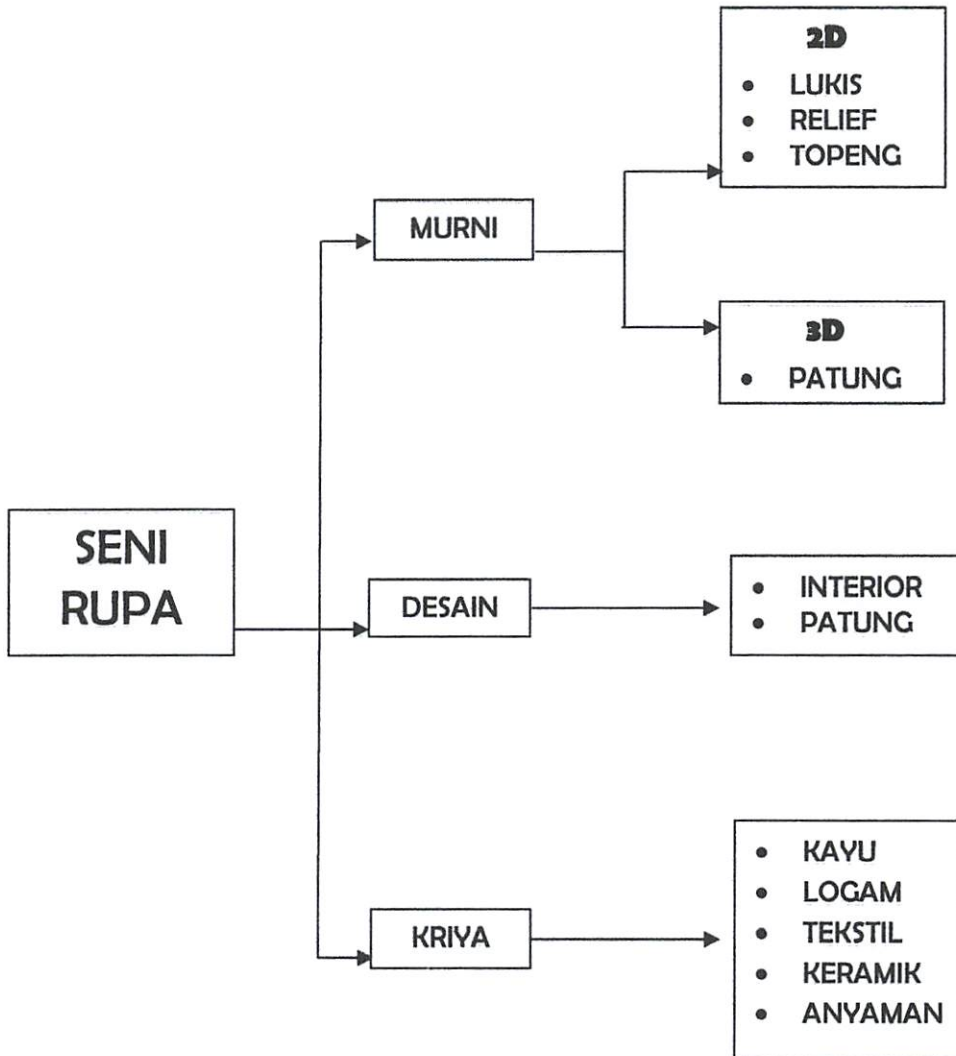 2D
• LUKIS
• RELIEF
• TOPENG
MURNI
3D
• PATUNG
SENI
RUPA
DESAIN
• INTERIOR
• PATUNG
KRIYA
• KAYU
• LOGAM
• TEKSTIL
• KERAMIK
• ANYAMAN